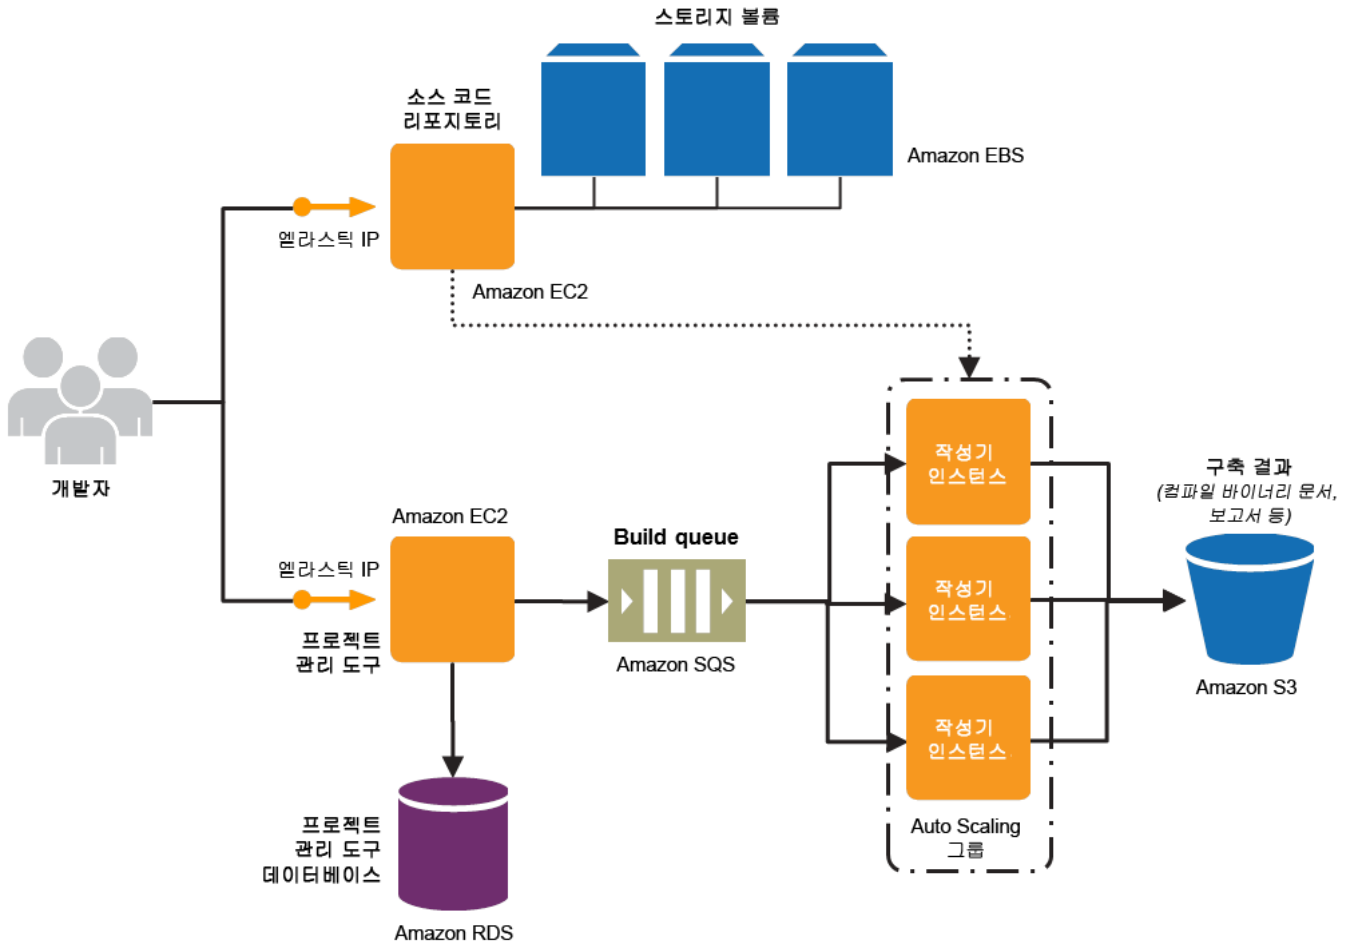 스토리지 볼륨
소스 코드
리포지토리
Amazon EBS
엘라스틱 IP
Amazon EC2
개발자
Amazon EC2
엘라스틱 IP
프로젝트
관리 도구
Build queue
Amazon SQS
작성기
인스턴스
작성기
인스턴스
작성기
인스턴스
Auto Scaling
그룹
구축 결과
(컴파일 바이너리 문서,
보고서 등)
Amazon S3
프로젝트
관리 도구
데이터베이스
Amazon RDS